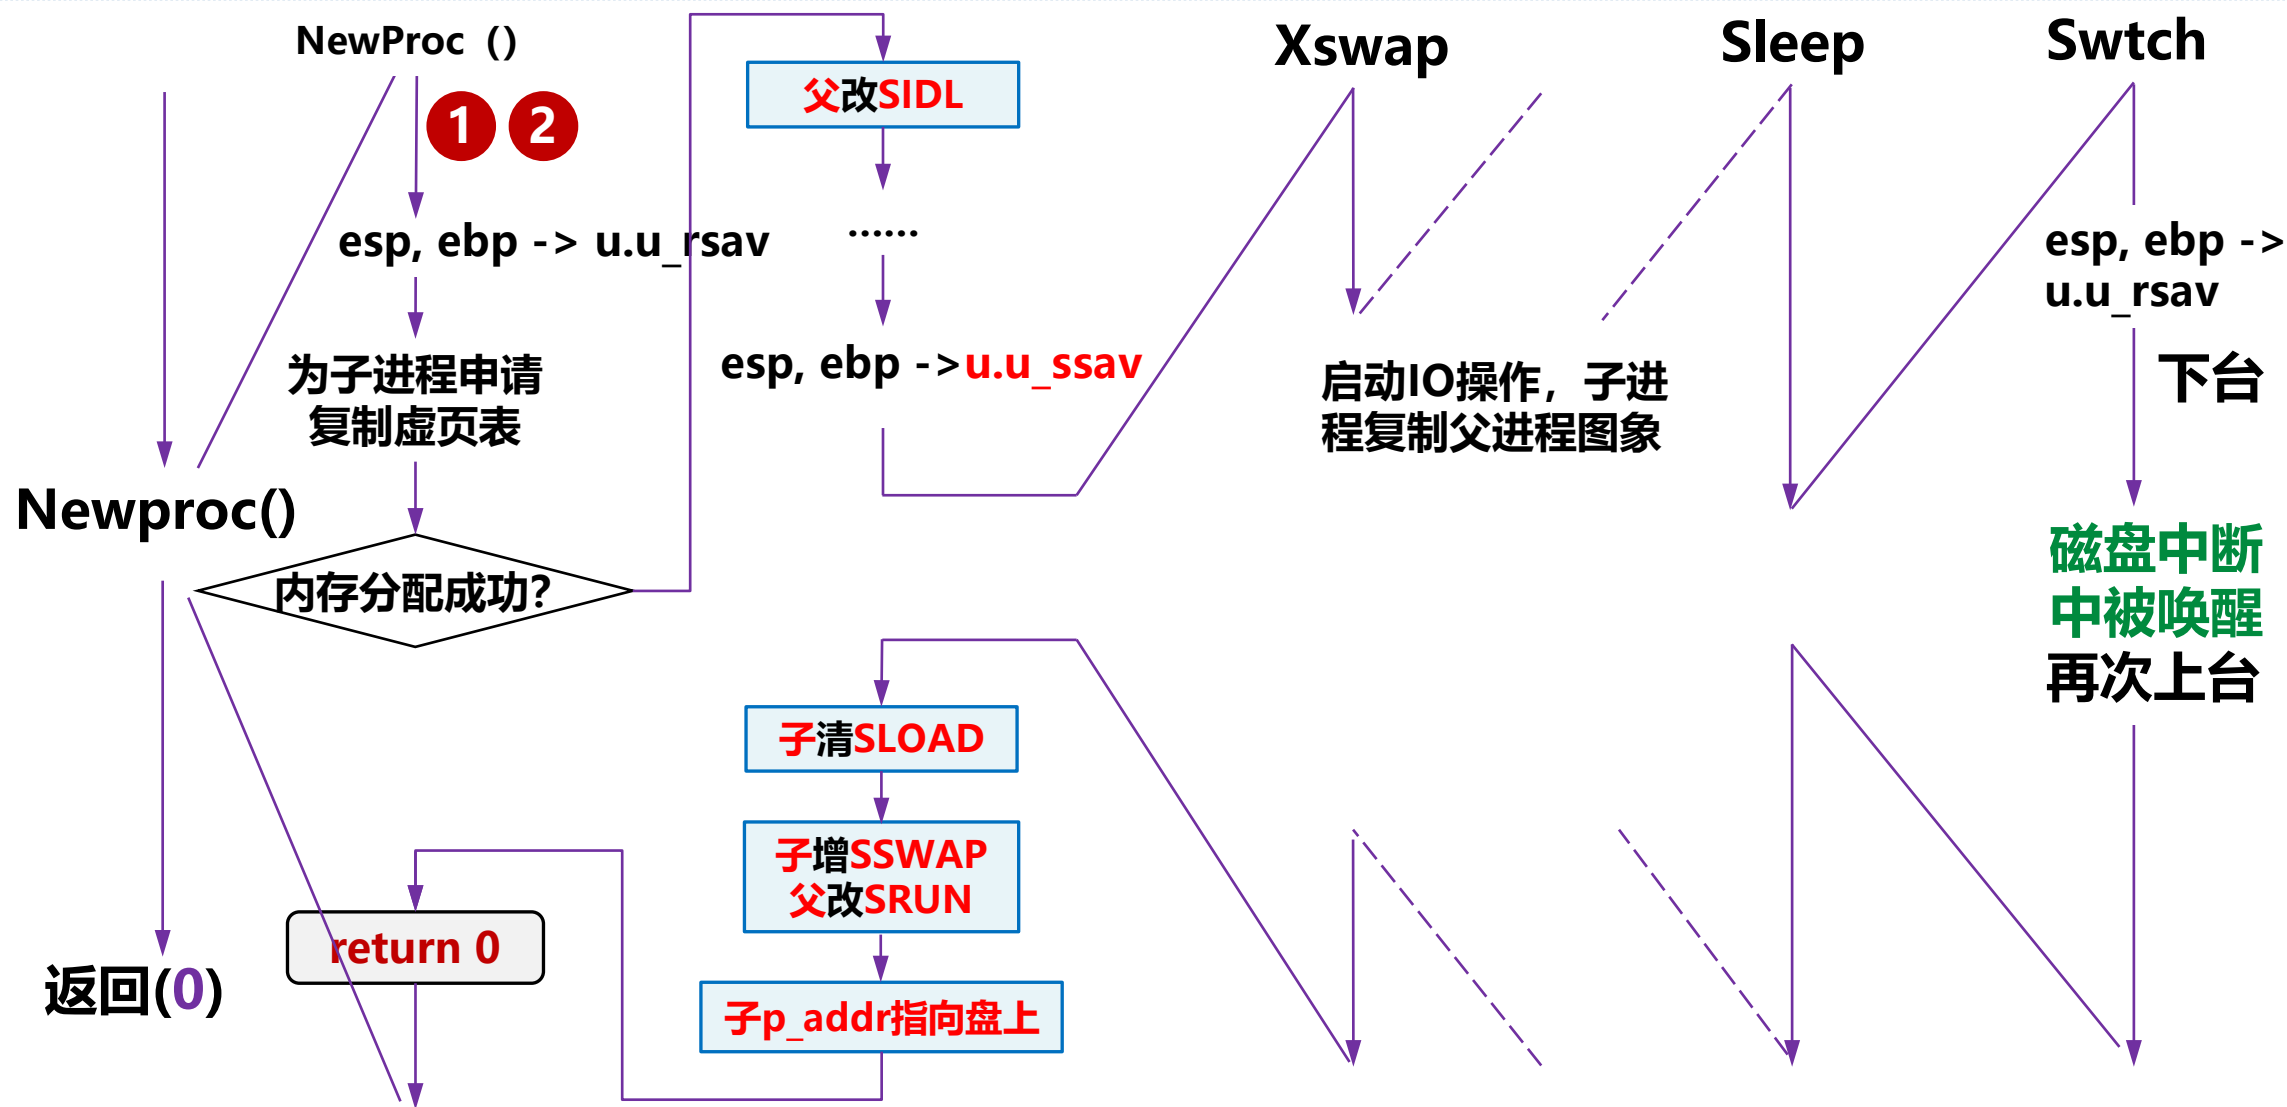 NewProc ()
1 2
esp, ebp -> u.u_rsav
为子进程申请
复制虚页表
Newproc()
内存分配成功?
return 0
返回(0)
父改SIDL
......
esp, ebp ->u.u_ssav
子清SLOAD
子增SSWAP
父改SRUN
子p_addr指向盘上
Xswap
启动IO操作，子进
程复制父进程图象
Sleep
Swtch
esp, ebp ->
u.u_rsav
下台
磁盘中断
中被唤醒
再次上台